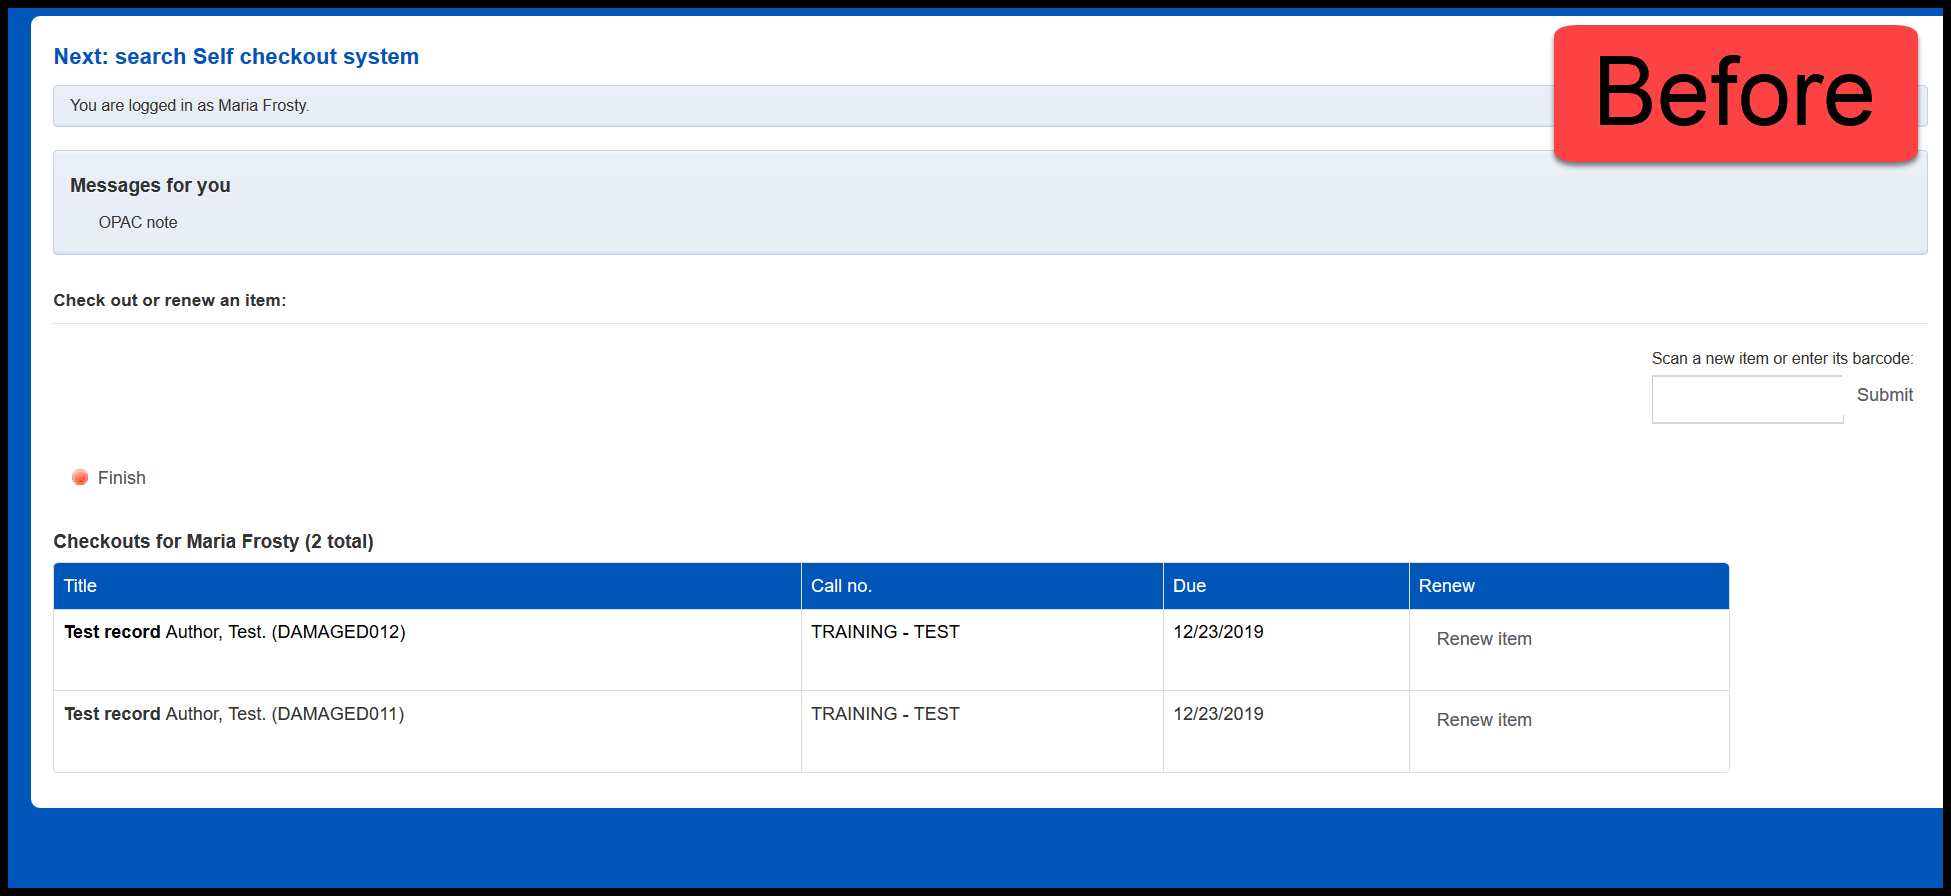 Next: search Self checkout system
Before
You are logged in as Maria Frosty.
Messages for you
OPAC note
Check out or renew an item:
Scan a new item or enter its barcode:
Submit
Finish
Checkouts for Maria Frosty (2 total)
Title Call no. Due Renew
Test record Author, Test. (DAMAGED012) TRAINING - TEST 12/23/2019 Renew item
Test record Author, Test. (DAMAGED011) TRAINING - TEST 12/23/2019 Renew item